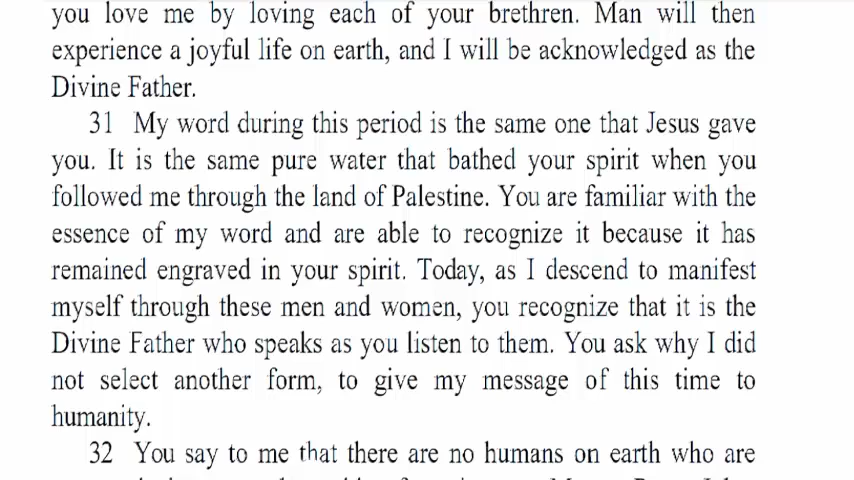 you love me by loving each of your brethren. Man will then
experience a joyful life on earth, and I will be acknowledged as the
Divine Father.
31 My word during this period is the same one that Jesus gave
you. It is the same pure water that bathed your spirit when you
followed me through the land of Palestine. You are familiar with the
essence of my word and are able to recognize it because it has
remained engraved in your spirit. Today, as I descend to manifest
myself through these men and women, you recognize that it is the
Divine Father who speaks as you listen to them. You ask why I did
not select another form, to give my message of this time to
humanity.
32 You say to me that there are no humans on earth who are